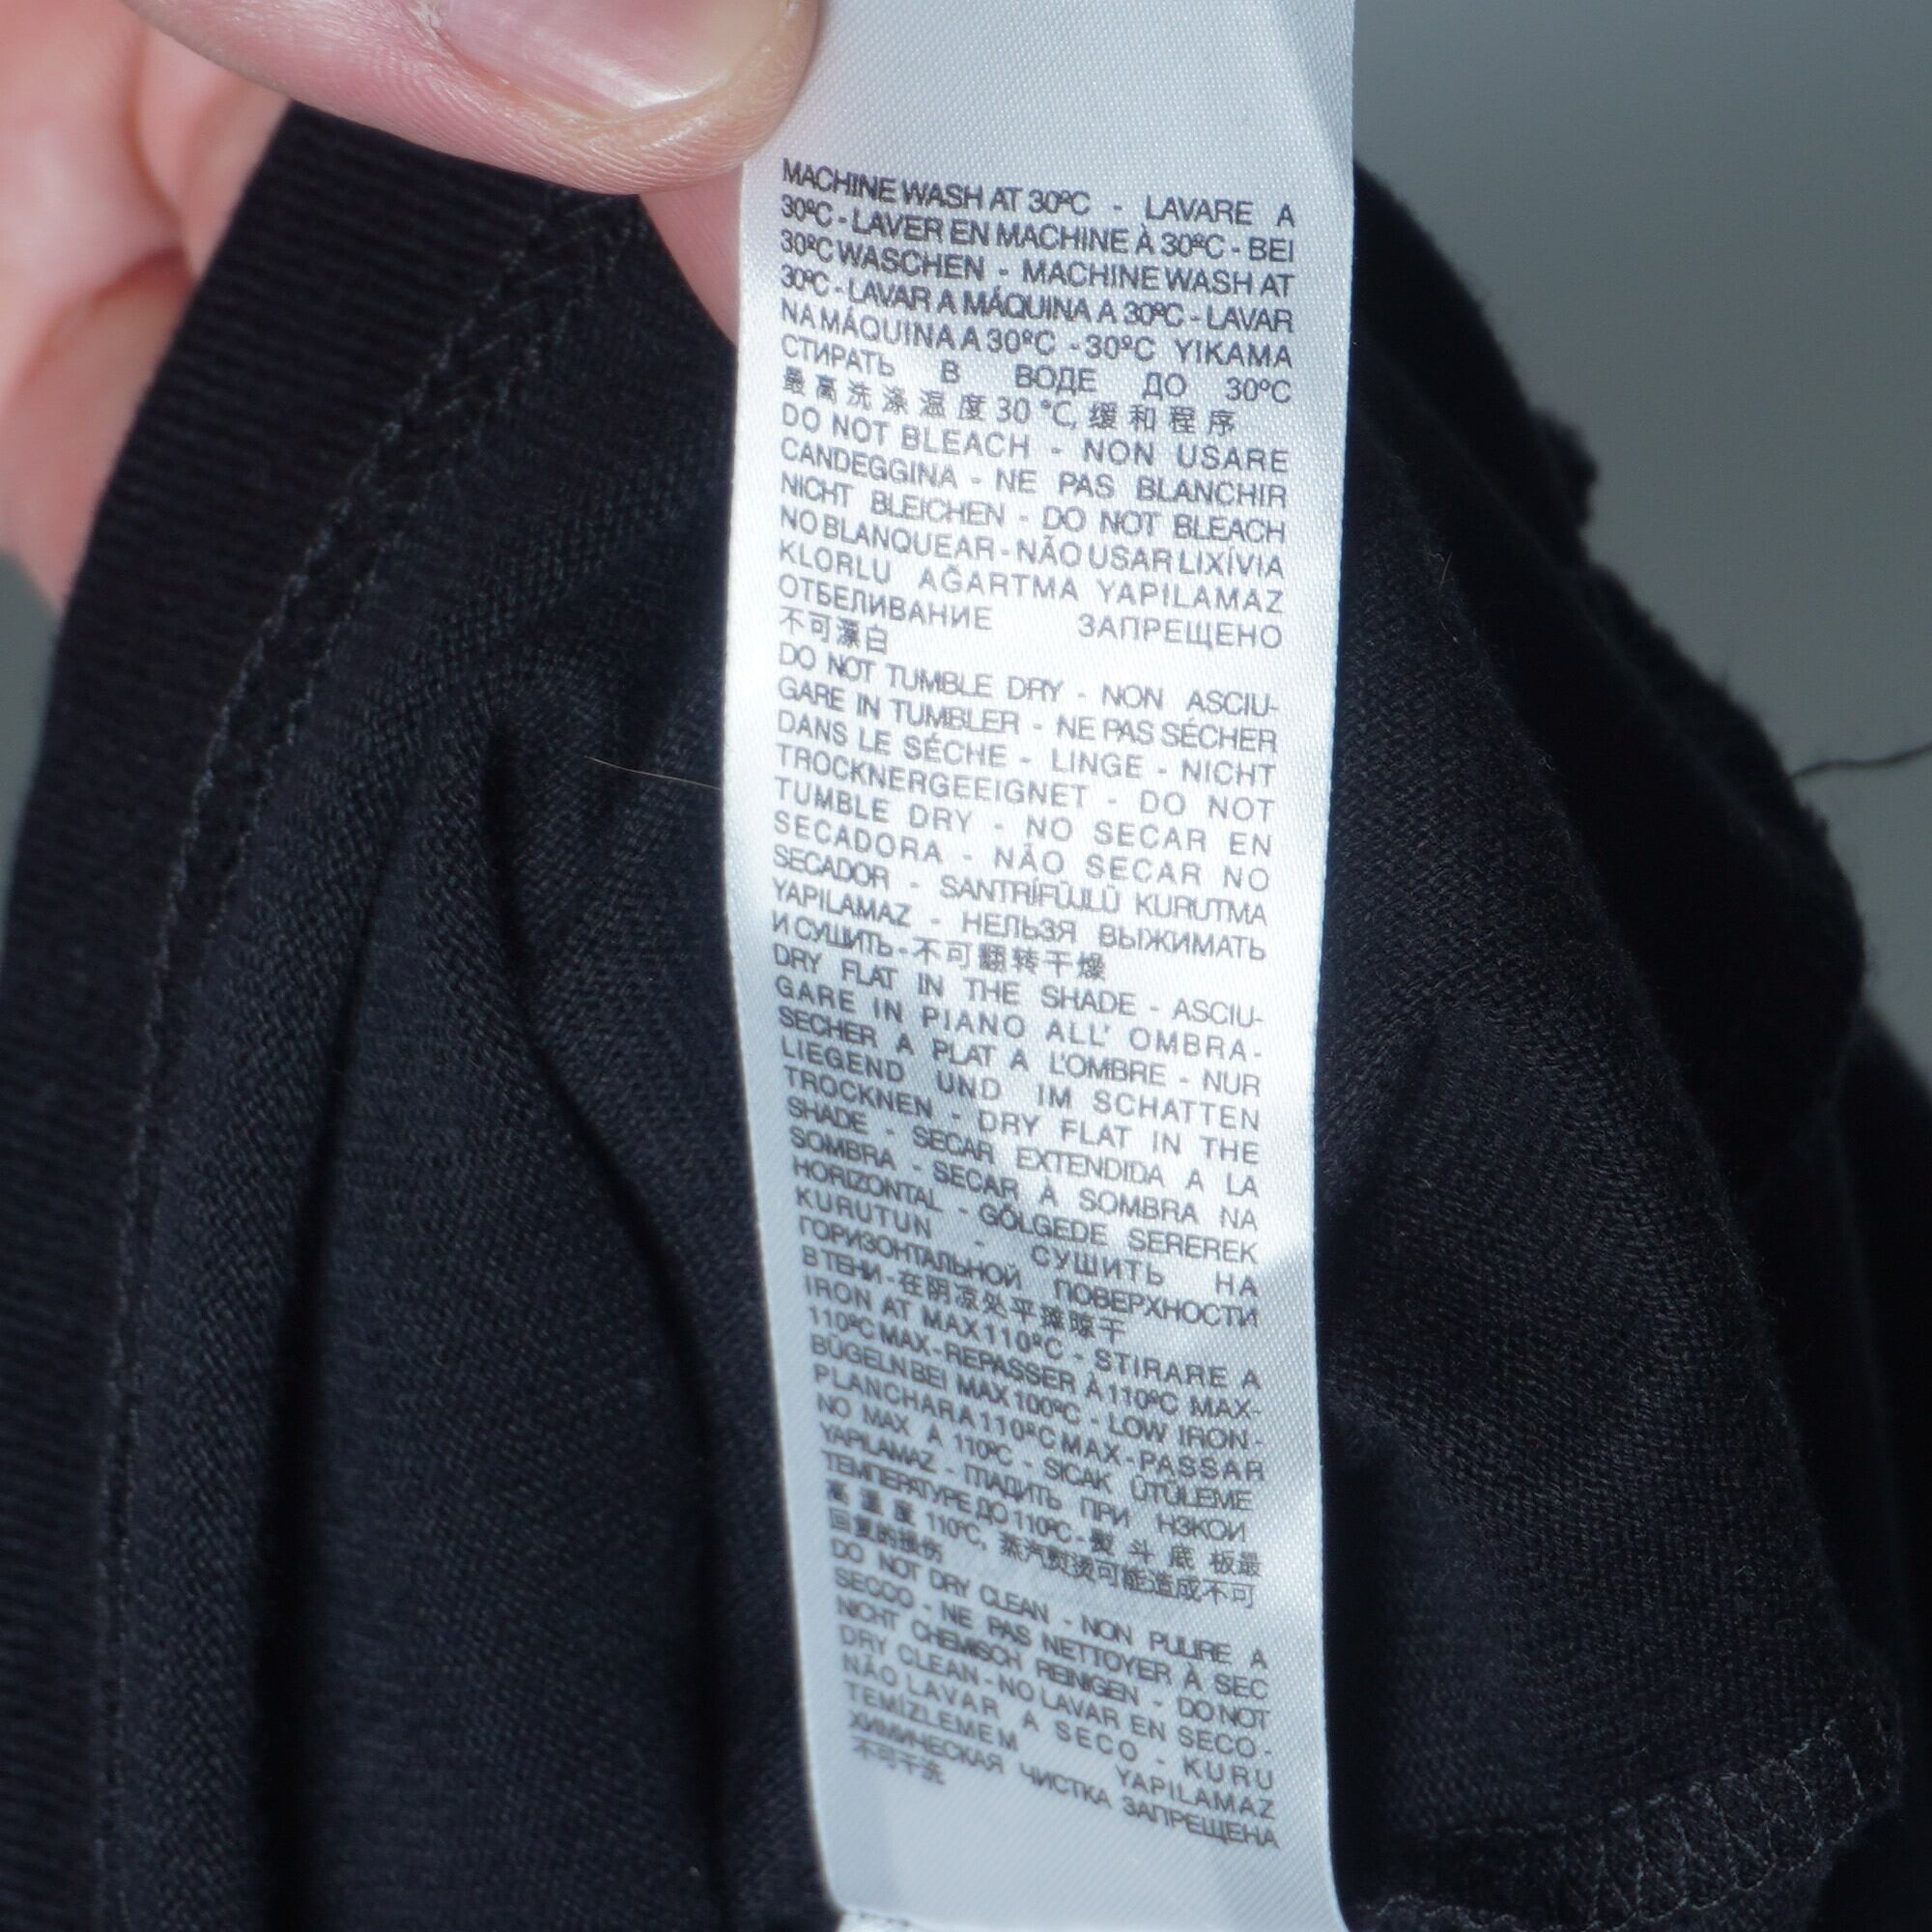 MACHINE WASH AT 30ºC - LAVARE A
30ºC - LAVER EN MACHINE À 30ºC - BEI
30ºC WASCHEN - MACHINE WASH AT
30ºC - LAVAR A MÁQUINA A 30ºC - LAVAR
NA MÁQUINA A 30ºC - 30ºC YIKAMA
СТИРАТЬ В ВОДЕ ДО 30ºC
最高洗涤温度30℃, 缓和程序
DO NOT BLEACH - NON USARE
CANDEGGINA - NE PAS BLANCHIR
NICHT BLEICHEN - DO NOT BLEACH
NO BLANQUEAR - NÃO USAR LIXÍVIA
KLORLU AĞARTMA YAPILAMAZ
ОТБЕЛИВАНИЕ ЗАПРЕЩЕНО
不可漂白
DO NOT TUMBLE DRY - NON ASCIU-
GARE IN TUMBLER - NE PAS SÉCHER
DANS LE SÉCHE - LINGE - NICHT
TROCKNERGEEIGNET - DO NOT
TUMBLE DRY - NO SECAR EN
SECADORA - NÃO SECAR NO
SECADOR - SANTRÍFÜJLÜ KURUTMA
YAPILAMAZ - НЕЛЬЗЯ ВЫЖИМАТЬ
И СУШИТЬ - 不可翻转干燥
DRY FLAT IN THE SHADE - ASCIU-
GARE IN PIANO ALL' OMBRA -
SECHER A PLAT A L'OMBRE - NUR
LIEGEND UND IM SCHATTEN
TROCKNEN - DRY FLAT IN THE
SHADE - SECAR EXTENDIDA A LA
SOMBRA - SECAR À SOMBRA NA
HORIZONTAL - GÖLGEDE SEREREK
KURUTUN - СУШИТЬ НА
ГОРИЗОНТАЛЬНОЙ ПОВЕРХНОСТИ
В ТЕНИ - 在阴凉处平摊晾干
IRON AT MAX 110ºC - STIRARE A
110ºC MAX - REPASSER À 110ºC MAX-
BÜGELN BEI MAX 100ºC - LOW IRON -
PLANCHAR A 110ºC MAX - PASSAR
NO MAX A 110ºC - SICAK ÜTÜLEME
YAPILAMAZ - ГЛАДИТЬ ПРИ НЗКОЙ
ТЕМПЕРАТУРЕ ДО 110ºC - 熨斗底板最
高温度 110℃, 蒸汽熨烫可能造成不可
回复的损伤
DO NOT DRY CLEAN - NON PULIRE A
SECCO - NE PAS NETTOYER À SEC
NICHT CHEMISCH REINIGEN - DO NOT
DRY CLEAN - NO LAVAR EN SECO -
NÃO LAVAR A SECO - KURU
TEMİZLEMEM YAPILAMAZ
ХИМИЧЕСКАЯ ЧИСТКА ЗАПРЕЩЕНА
不可干洗